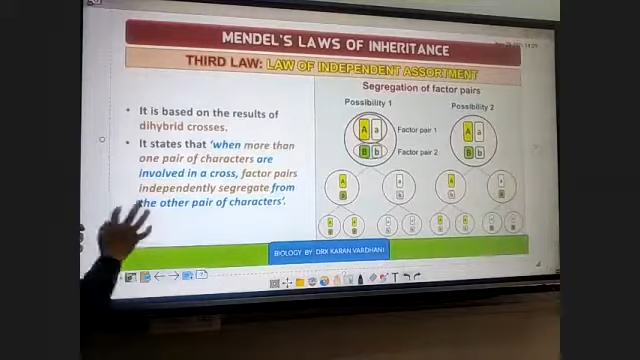 MENDEL'S LAWS OF INHERITANCE
THIRD LAW: LAW OF INDEPENDENT ASSORTMENT
Segregation of factor pairs
Possibility 1
Possibility 2
• It is based on the results of
dihybrid crosses.
• It states that 'when more than
one pair of characters are
involved in a cross, factor pairs
independently segregate from
the other pair of characters'.
A a
Factor pair 1
A a
B b
Factor pair 2
B b
A
a
A
a
BIOLOGY BY DRX KARAN VARDHANI
T